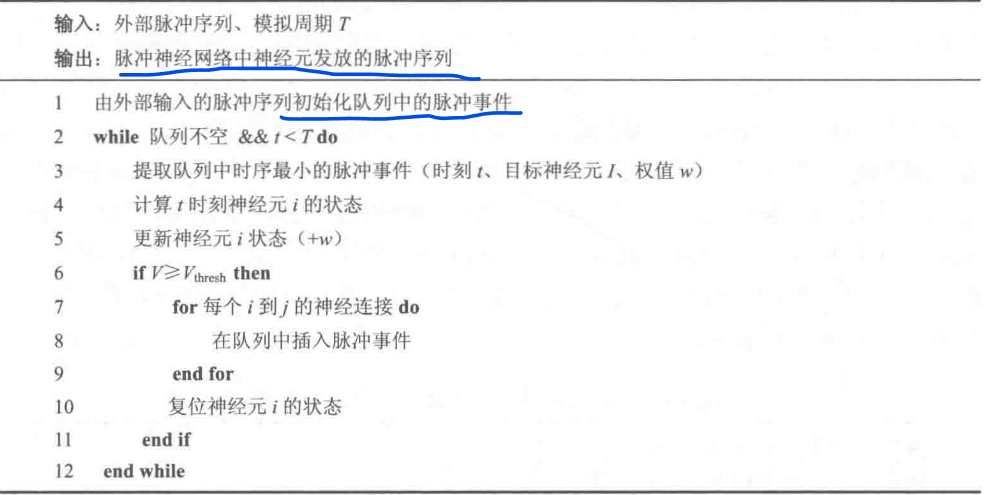 输入：外部脉冲序列、模拟周期 T
输出：脉冲神经网络中神经元发放的脉冲序列
1 由外部输入的脉冲序列初始化队列中的脉冲事件
2 while 队列不空 && t < T do
3 提取队列中时序最小的脉冲事件（时刻 t、目标神经元 I、权值 w）
4 计算 t 时刻神经元 i 的状态
5 更新神经元 i 状态（+w）
6 if V≥Vthresh then
7 for 每个 i 到 j 的神经连接 do
8 在队列中插入脉冲事件
9 end for
10 复位神经元 i 的状态
11 end if
12 end while